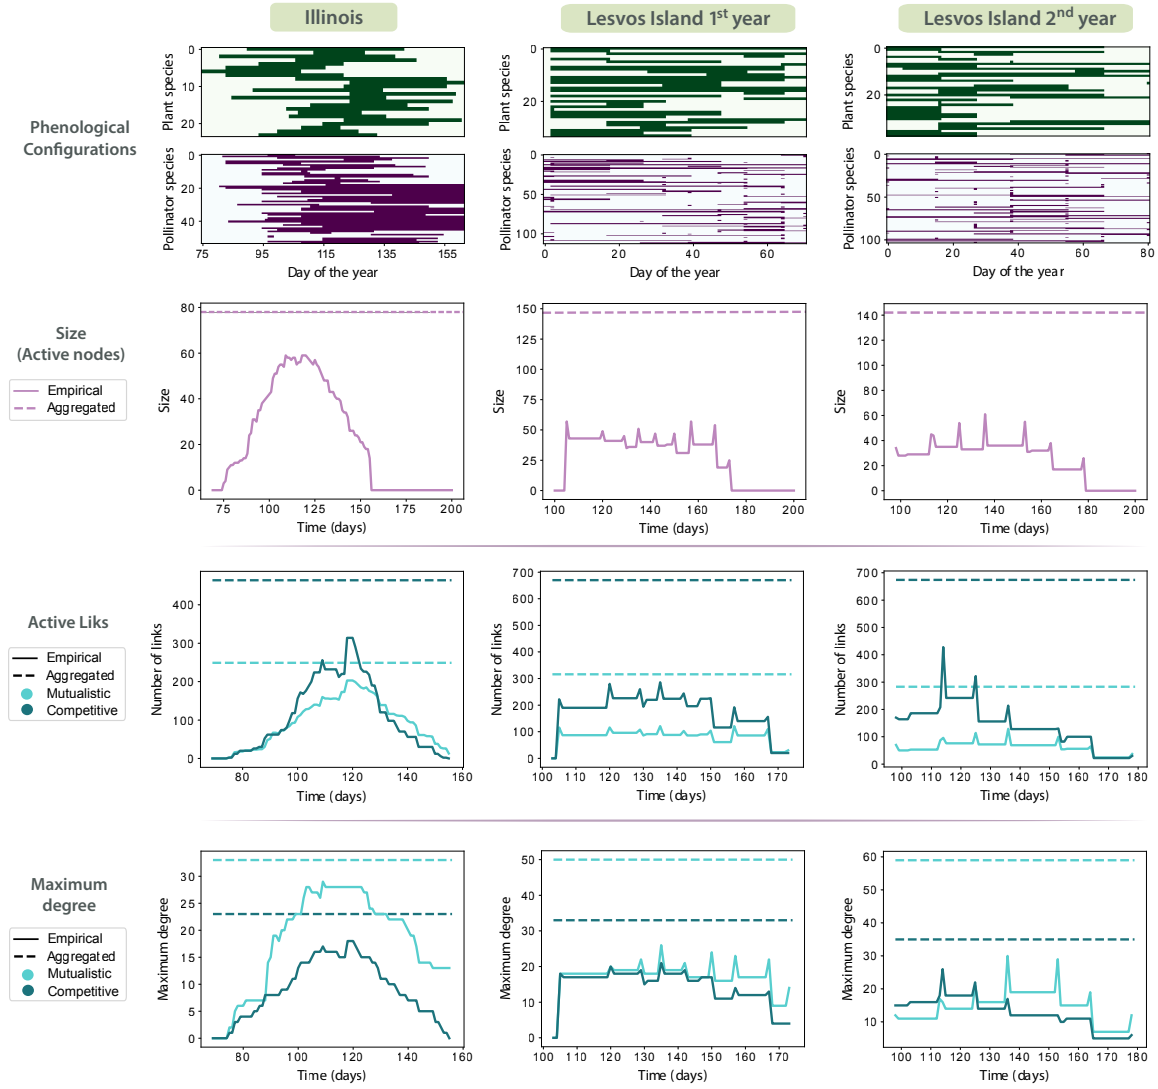 Illinois
Lesvos Island 1st year
Lesvos Island 2nd year
Phenological
Configurations
Plant species
0
10
20
Plant species
0
20
Plant species
0
20
Pollinator species
0
20
40
75 95 115 135 155
Day of the year
Pollinator species
0
50
100
0 20 40 60
Day of the year
Pollinator species
0
50
100
0 20 40 60 80
Day of the year
Size
(Active nodes)
Empirical
Aggregated
Size
80
60
40
20
0
75 100 125 150 175 200
Time (days)
Size
150
125
100
75
50
25
0
100 120 140 160 180 200
Time (days)
Size
140
120
100
80
60
40
20
0
100 120 140 160 180 200
Time (days)
Active Liks
Empirical
Aggregated
Mutualistic
Competitive
Number of links
400
300
200
100
0
80 100 120 140 160
Time (days)
Number of links
700
600
500
400
300
200
100
0
100 110 120 130 140 150 160 170
Time (days)
Number of links
700
600
500
400
300
200
100
0
100 110 120 130 140 150 160 170 180
Time (days)
Maximum
degree
Empirical
Aggregated
Mutualistic
Competitive
Maximum degree
30
25
20
15
10
5
0
80 100 120 140 160
Time (days)
Maximum degree
50
40
30
20
10
0
100 110 120 130 140 150 160 170
Time (days)
Maximum degree
60
50
40
30
20
10
100 110 120 130 140 150 160 170 180
Time (days)